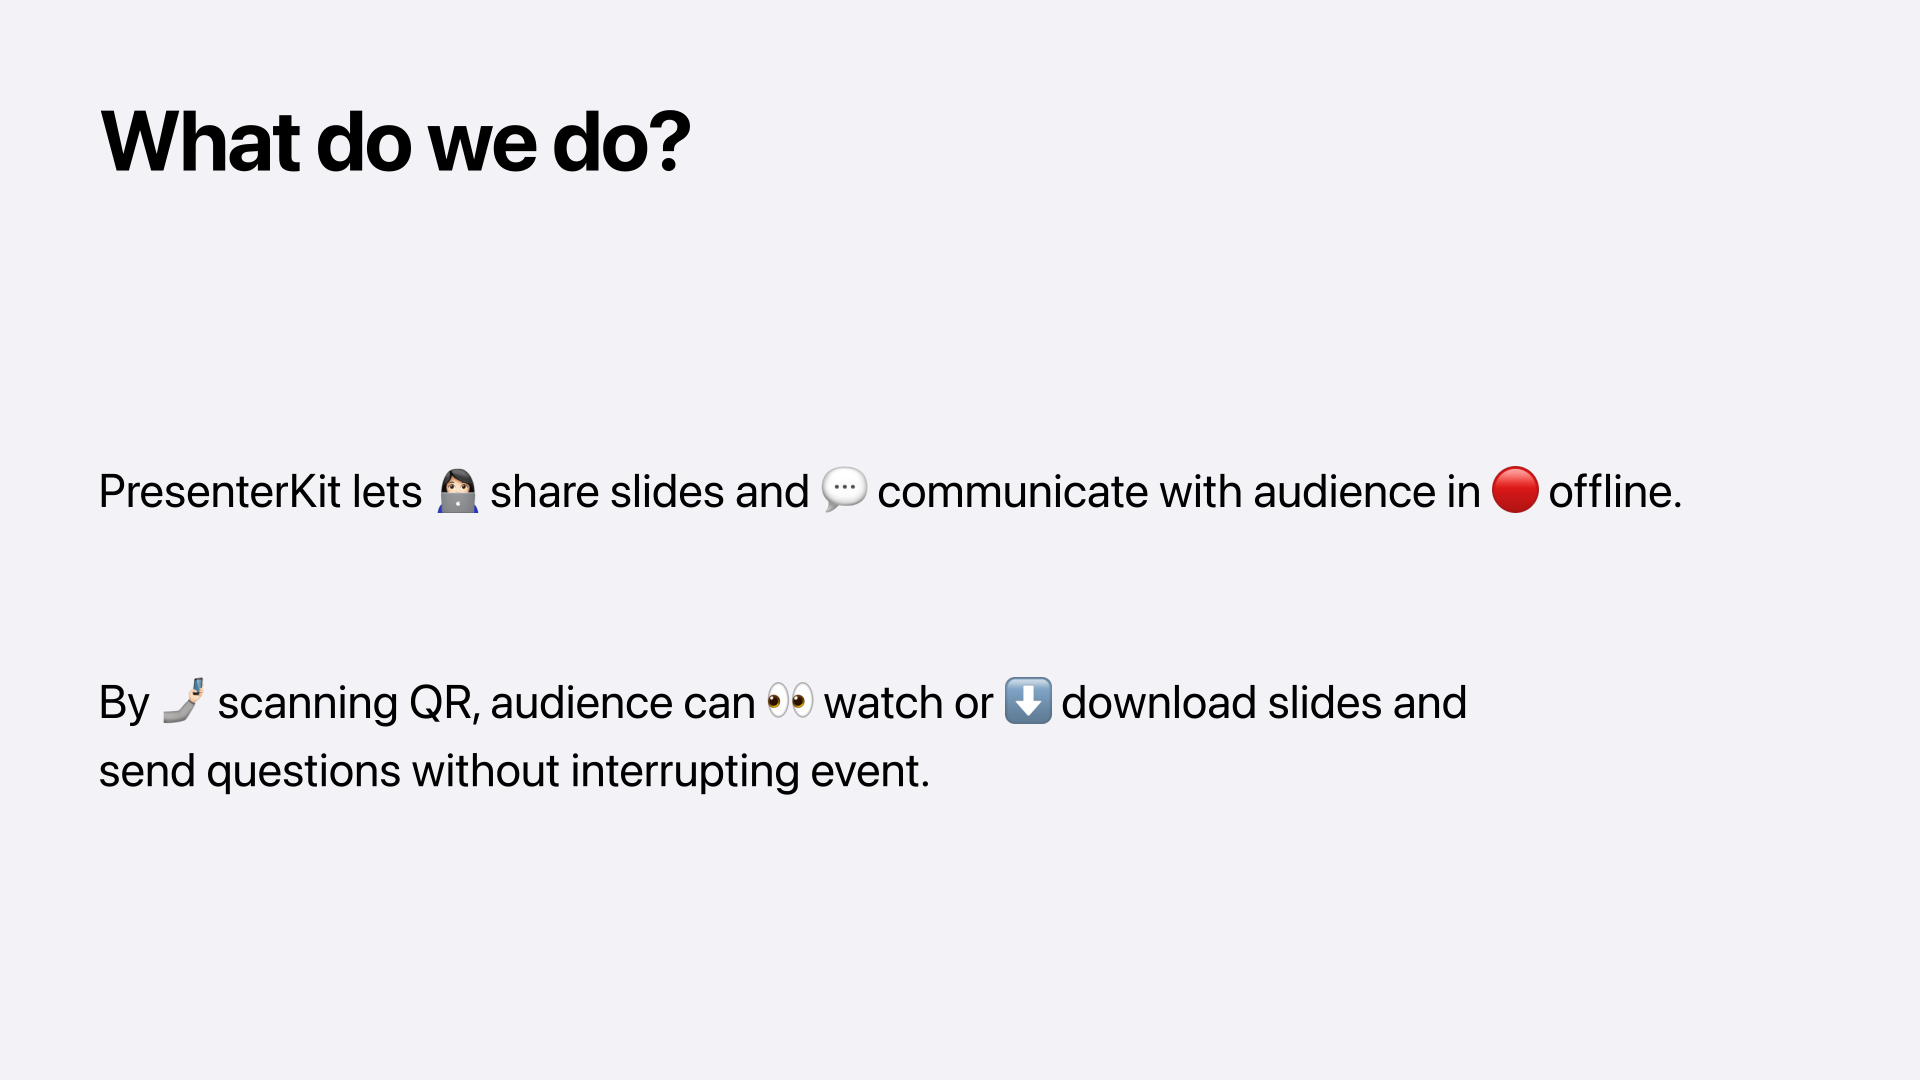 What do we do?
PresenterKit lets 👩🏻‍💻 share slides and 💬 communicate with audience in 🔴 offline.
By 🤳🏻 scanning QR, audience can 👀 watch or ⬇️ download slides and
send questions without interrupting event.